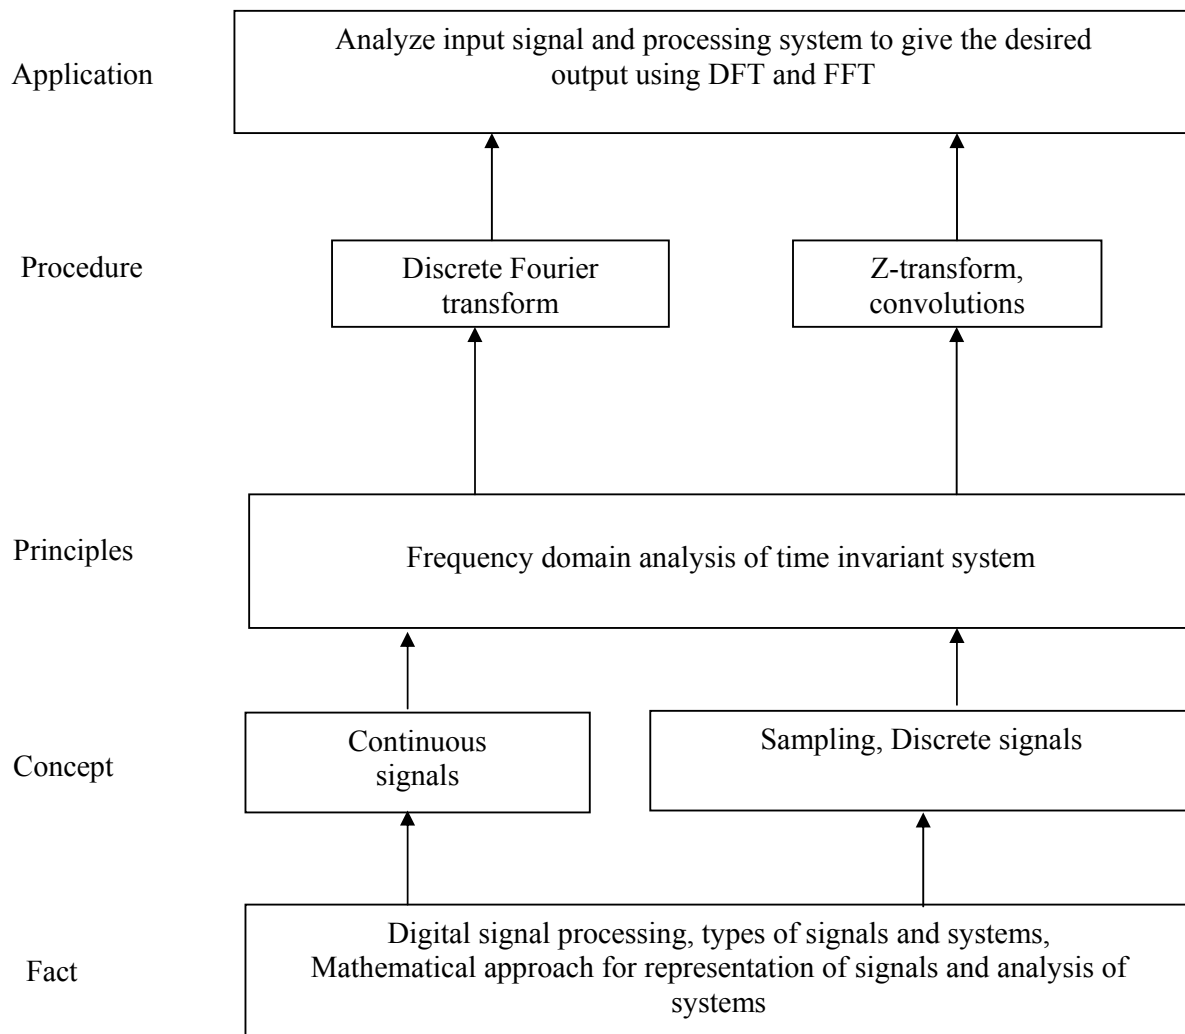 Application
Analyze input signal and processing system to give the desired
output using DFT and FFT
Procedure
Discrete Fourier
transform
Z-transform,
convolutions
Principles
Frequency domain analysis of time invariant system
Concept
Continuous
signals
Sampling, Discrete signals
Fact
Digital signal processing, types of signals and systems,
Mathematical approach for representation of signals and analysis of
systems